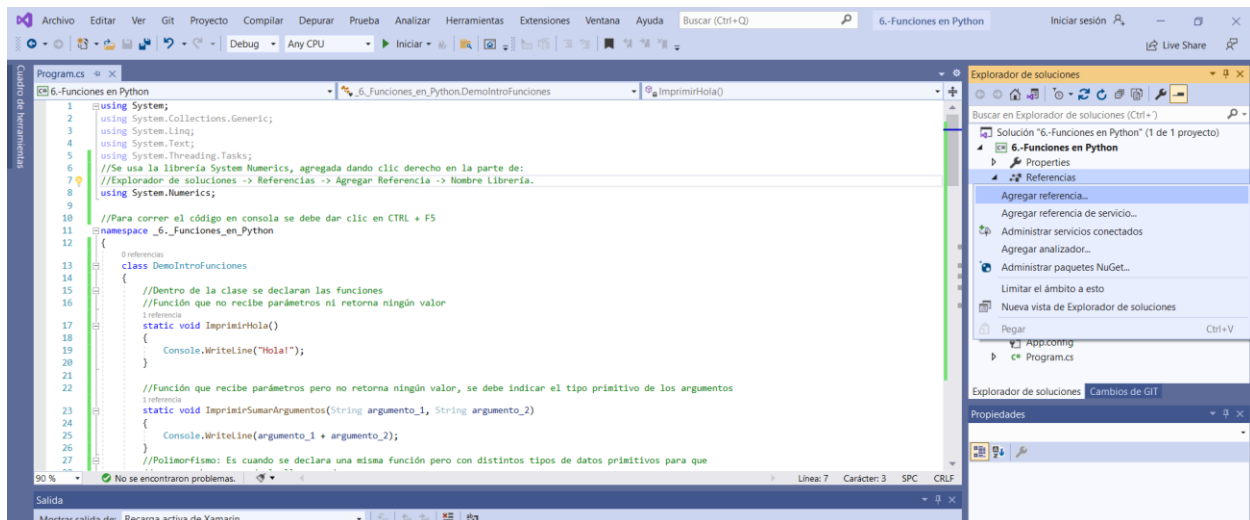 Archivo Editar Ver Git Proyecto Compilar Depurar Prueba Analizar Herramientas Extensiones Ventana Ayuda Buscar (Ctrl+Q) 6.-Funciones en Python Iniciar sesión
Debug Any CPU Iniciar Live Share
Cuadro de herramientas
Program.cs
6.-Funciones en Python _6._Funciones_en_Python.DemoIntroFunciones ImprimirHola()
1 using System;
2 using System.Collections.Generic;
3 using System.Linq;
4 using System.Text;
5 using System.Threading.Tasks;
6 //Se usa la librería System Numerics, agregada dando clic derecho en la parte de:
7 //Explorador de soluciones -> Referencias -> Agregar Referencia -> Nombre Librería.
8 using System.Numerics;
9
10 //Para correr el código en consola se debe dar clic en CTRL + F5
11 namespace _6._Funciones_en_Python
12 {
0 referencias
13 class DemoIntroFunciones
14 {
15 //Dentro de la clase se declaran las funciones
16 //Función que no recibe parámetros ni retorna ningún valor
1 referencia
17 static void ImprimirHola()
18 {
19 Console.WriteLine("Hola!");
20 }
21
22 //Función que recibe parámetros pero no retorna ningún valor, se debe indicar el tipo primitivo de los argumentos
1 referencia
23 static void ImprimirSumarArgumentos(String argumento_1, String argumento_2)
24 {
25 Console.WriteLine(argumento_1 + argumento_2);
26 }
27 //Polimorfismo: Es cuando se declara una misma función pero con distintos tipos de datos primitivos para que
90 % No se encontraron problemas. Línea: 7 Carácter: 3 SPC CRLF
Salida
Mostrar salida de: Recarga activa de Xamarin
Explorador de soluciones
Buscar en Explorador de soluciones (Ctrl+´)
Solución "6.-Funciones en Python" (1 de 1 proyecto)
6.-Funciones en Python
Properties
Referencias
Agregar referencia...
Agregar referencia de servicio...
Administrar servicios conectados
Agregar analizador...
Administrar paquetes NuGet...
Limitar el ámbito a esto
Nueva vista de Explorador de soluciones
Pegar Ctrl+V
App.config
C# Program.cs
Explorador de soluciones Cambios de GIT
Propiedades